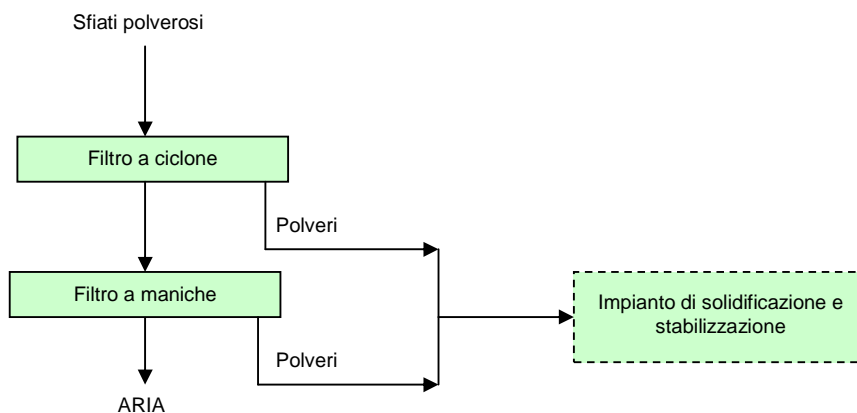 Sfiati polverosi
Filtro a ciclone
Polveri
Filtro a maniche
Impianto di solidificazione e
stabilizzazione
Polveri
ARIA